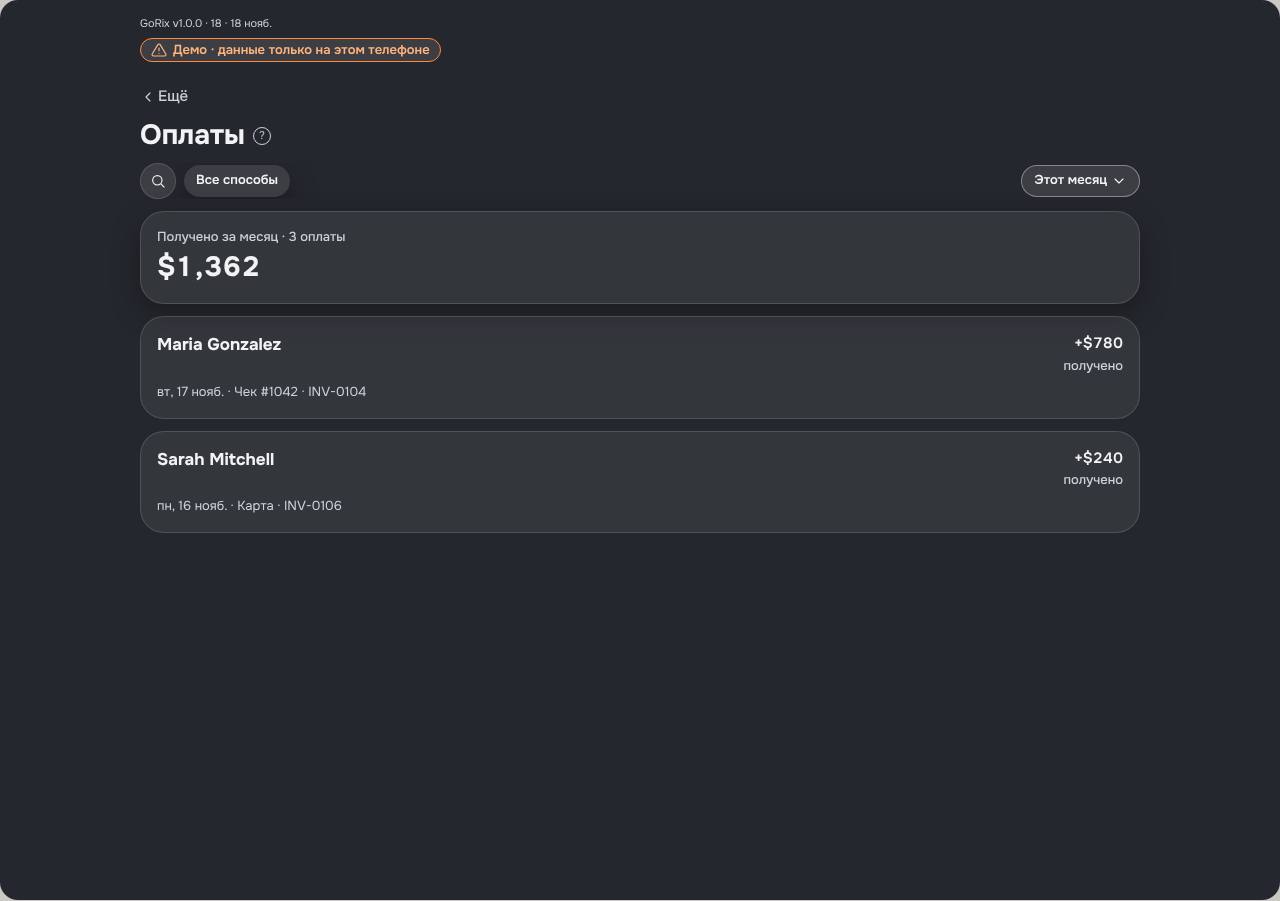 GoRix v1.0.0 · 18 · 18 нояб.
Демо · данные только на этом телефоне
Ещё
Оплаты ?
Все способы
Этот месяц
Получено за месяц · 3 оплаты
$1,362
Maria Gonzalez
+$780
получено
вт, 17 нояб. · Чек #1042 · INV-0104
Sarah Mitchell
+$240
получено
пн, 16 нояб. · Карта · INV-0106